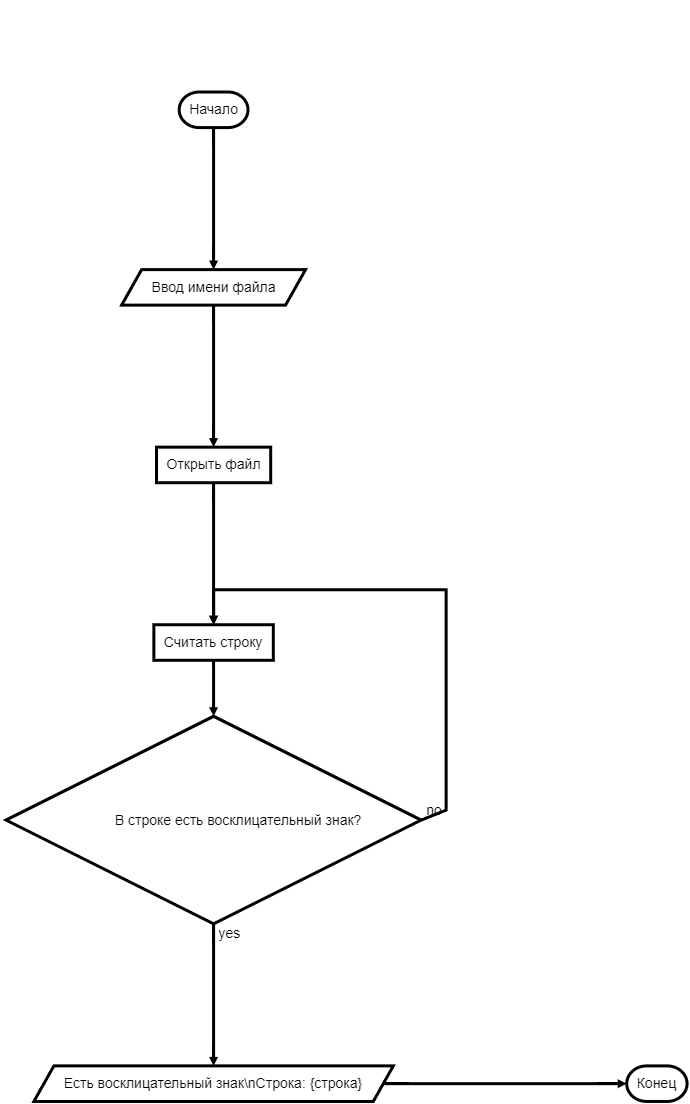 Начало
Ввод имени файла
Открыть файл
Считать строку
В строке есть восклицательный знак?
no
yes
Есть восклицательный знак\nСтрока: {строка}
Конец